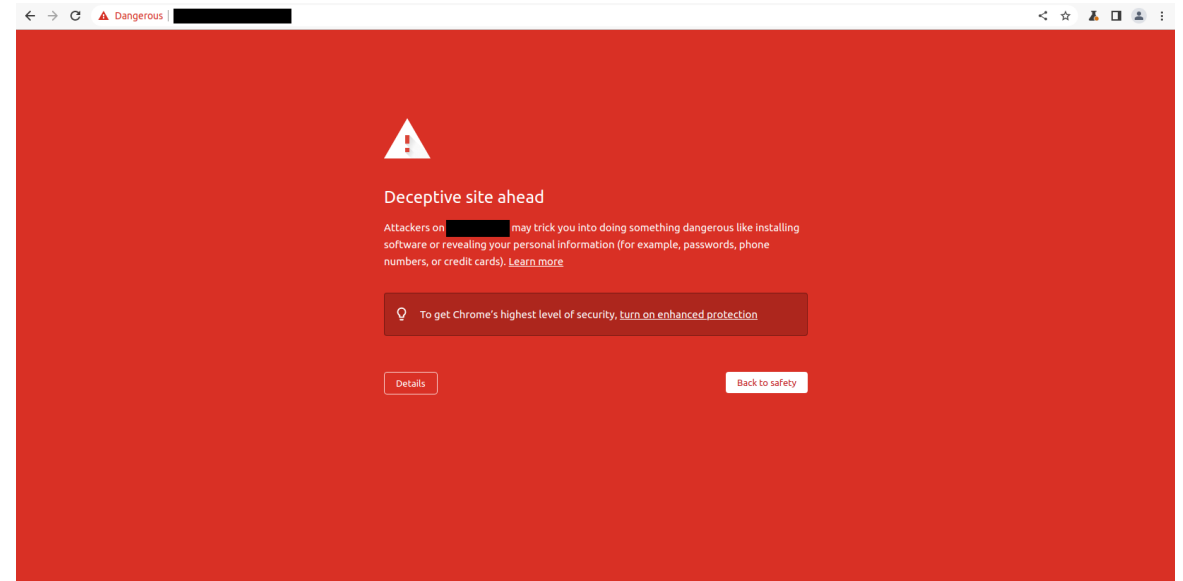 Dangerous
Deceptive site ahead
Attackers on may trick you into doing something dangerous like installing
software or revealing your personal information (for example, passwords, phone
numbers, or credit cards). Learn more
To get Chrome's highest level of security, turn on enhanced protection
Details
Back to safety